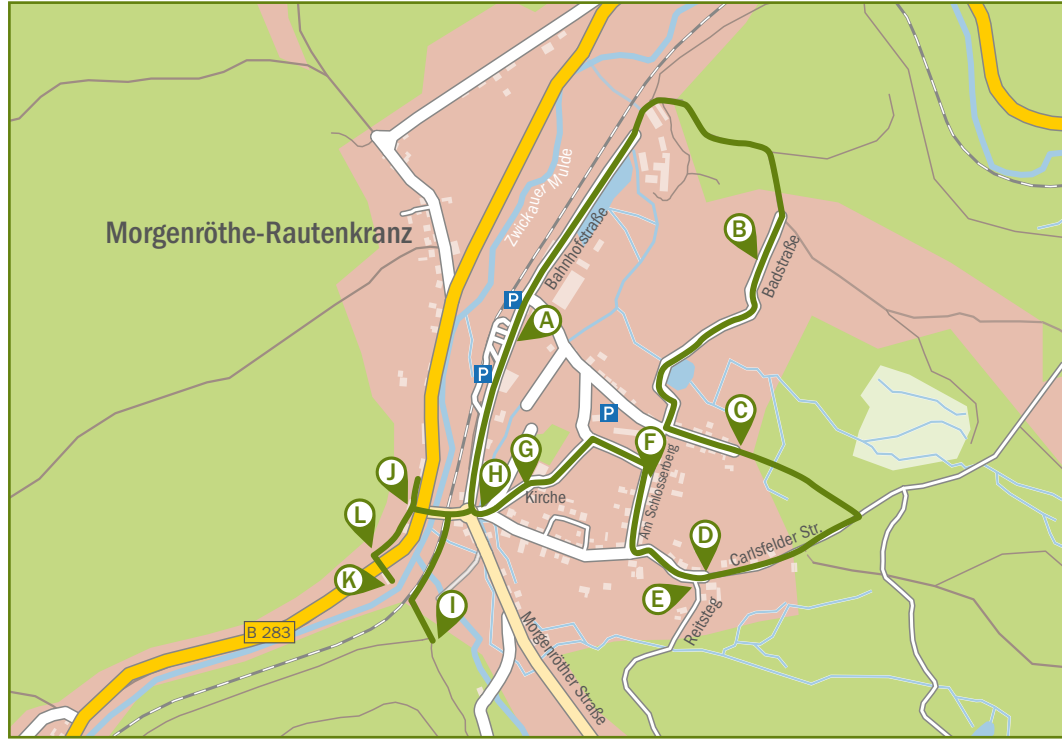 Morgenröthe-Rautenkranz
Zwickauer Mulde
Bahnhofstraße
B
Badstraße
P
A
P
P
C
F
G
H
J
Kirche
Am Schlosserberg
L
D
Carlsfelder Str.
K
E
I
Reitsteg
B 283
Morgenröther Straße